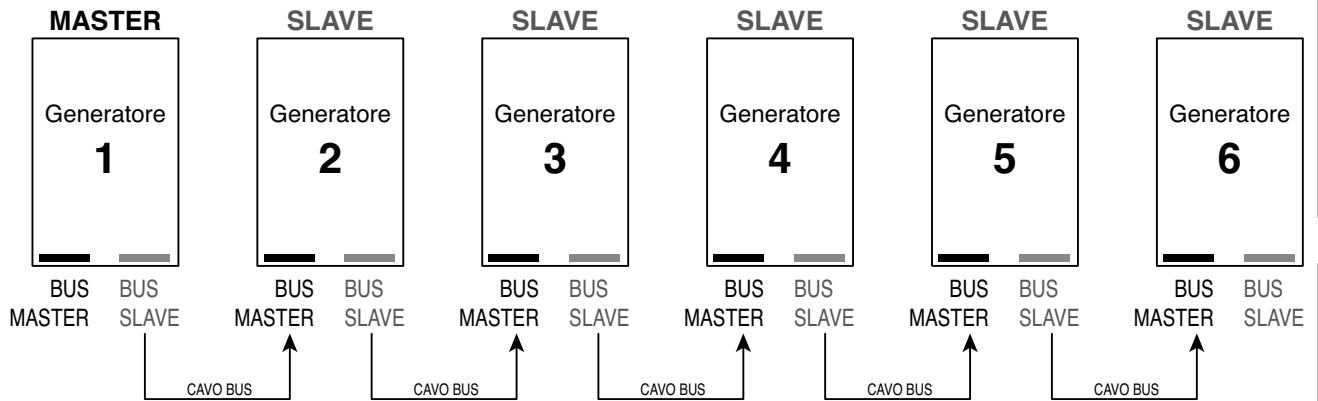 MASTER SLAVE SLAVE SLAVE SLAVE SLAVE
Generatore Generatore Generatore Generatore Generatore Generatore
1 2 3 4 5 6
BUS BUS BUS BUS BUS BUS BUS BUS BUS BUS BUS BUS
MASTER SLAVE MASTER SLAVE MASTER SLAVE MASTER SLAVE MASTER SLAVE MASTER SLAVE
CAVO BUS CAVO BUS CAVO BUS CAVO BUS CAVO BUS